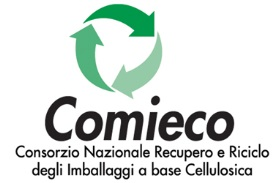 Comieco
Consorzio Nazionale Recupero e Riciclo
degli Imballaggi a base Cellulosica